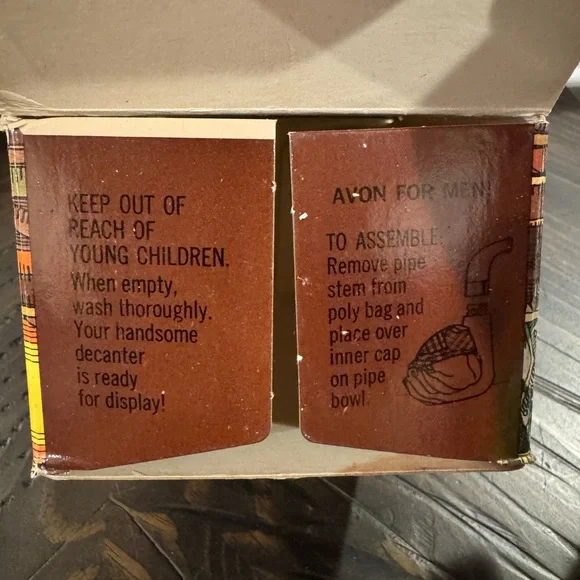 KEEP OUT OF
REACH OF
YOUNG CHILDREN.
When empty,
wash thoroughly.
Your handsome
decanter
is ready
for display!
AVON FOR MEN
TO ASSEMBLE:
Remove pipe
stem from
poly bag and
place over
inner cap
on pipe
bowl.